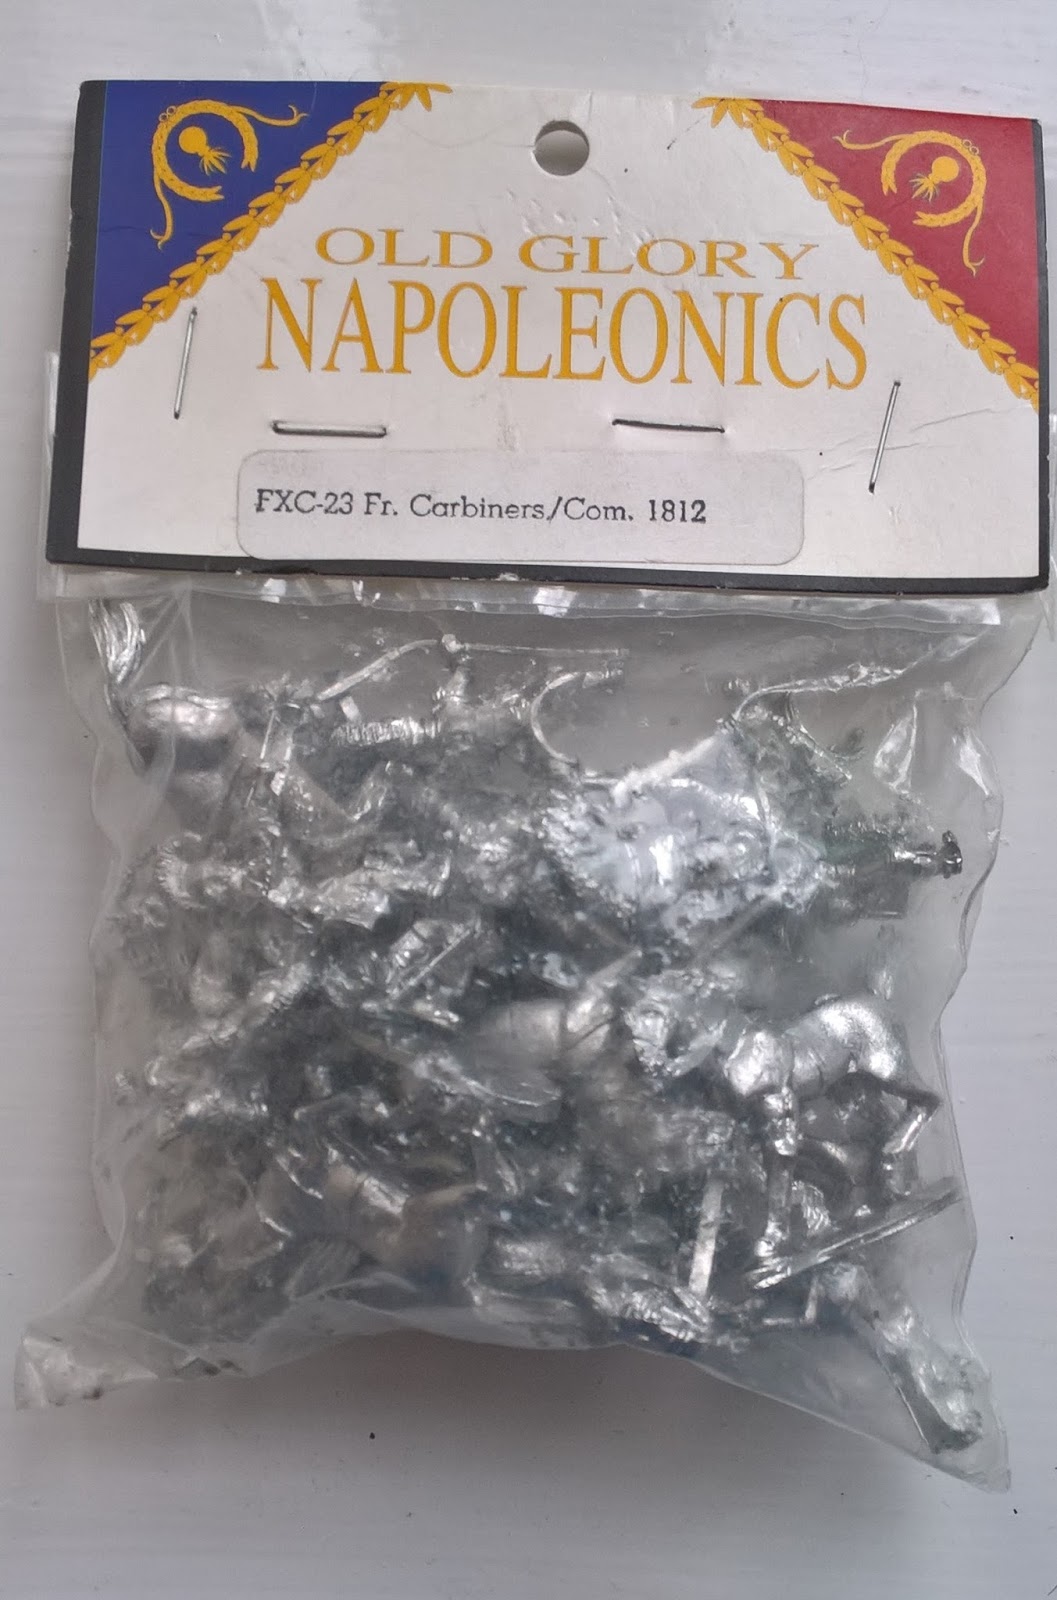 OLD GLORY
NAPOLEONICS
FXC-23 Fr. Carbiners/Com. 1812